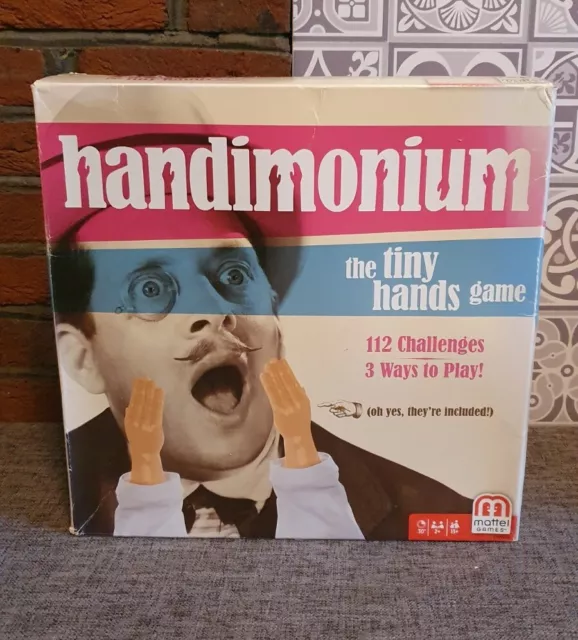 handimonium
the tiny
hands game
112 Challenges
3 Ways to Play!
(oh yes, they're included!)
mattel
GAMES